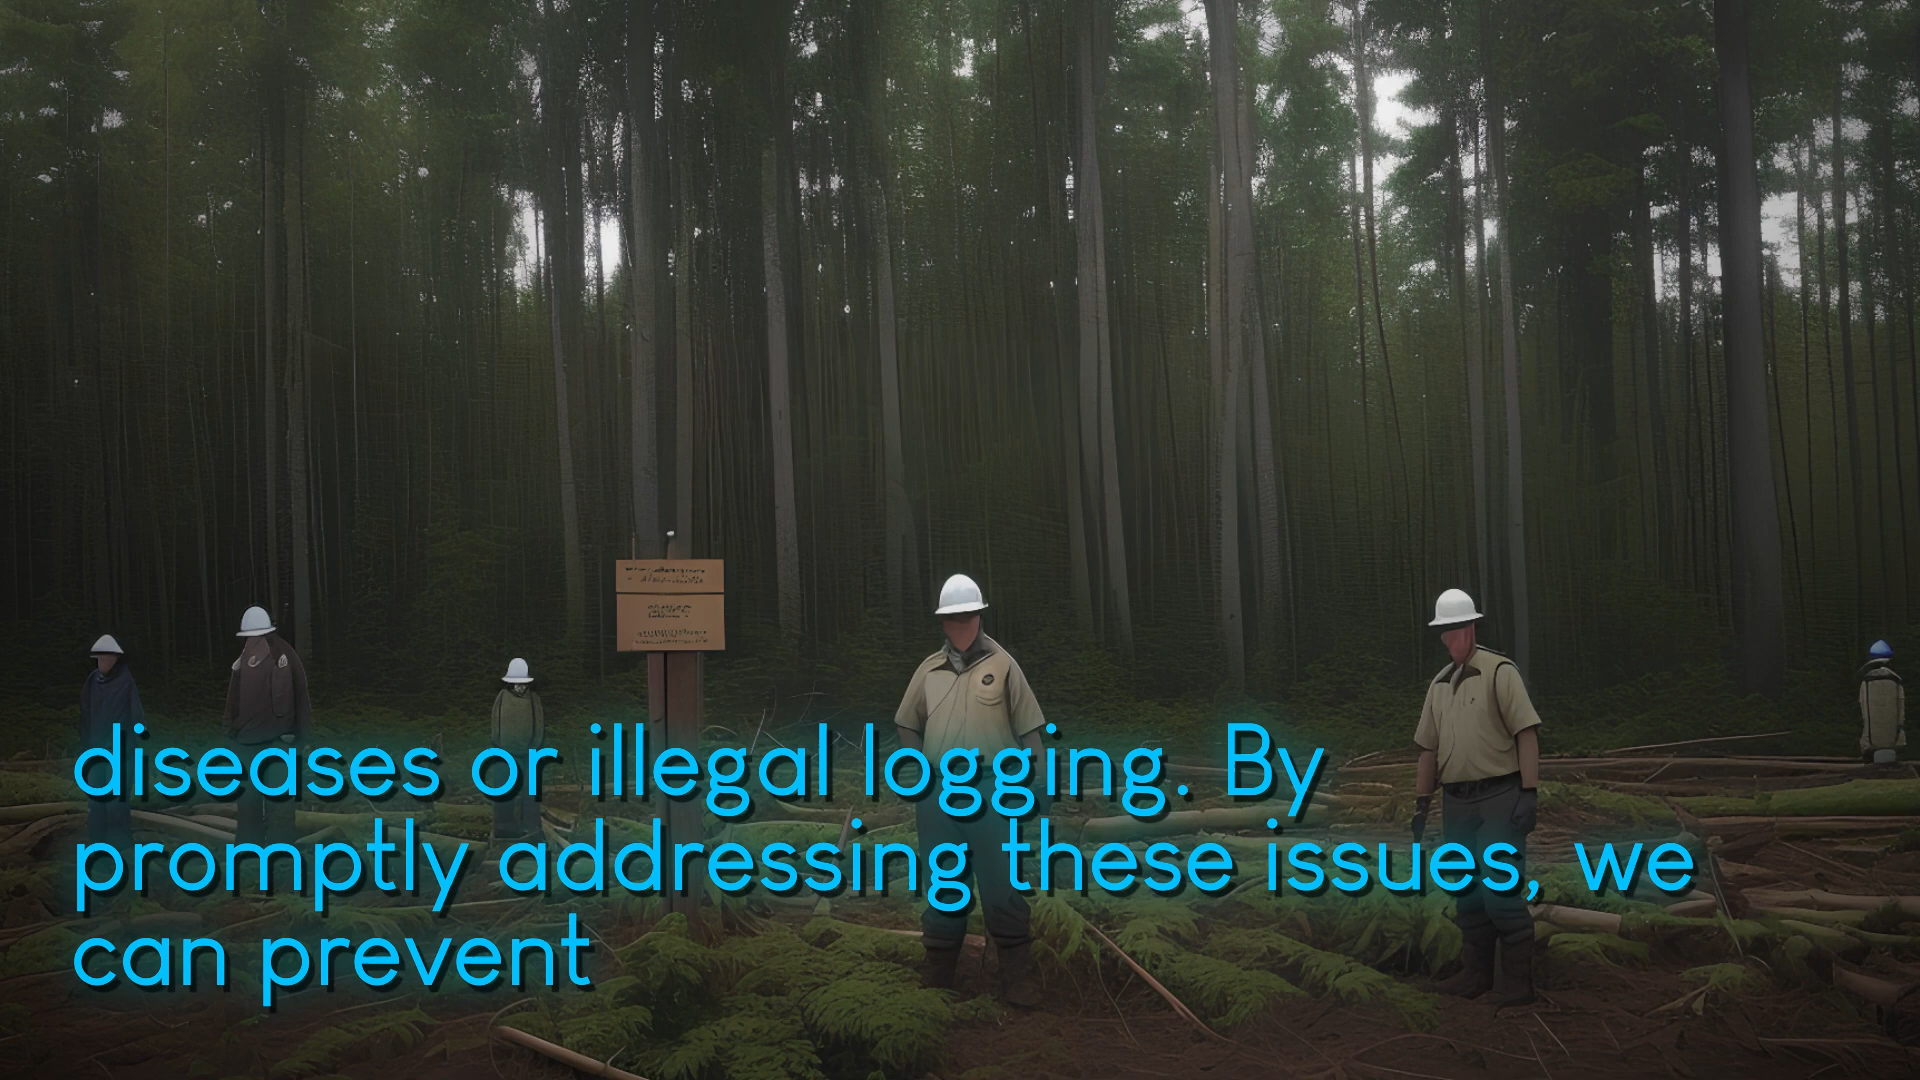 diseases or illegal logging. By
promptly addressing these issues, we
can prevent